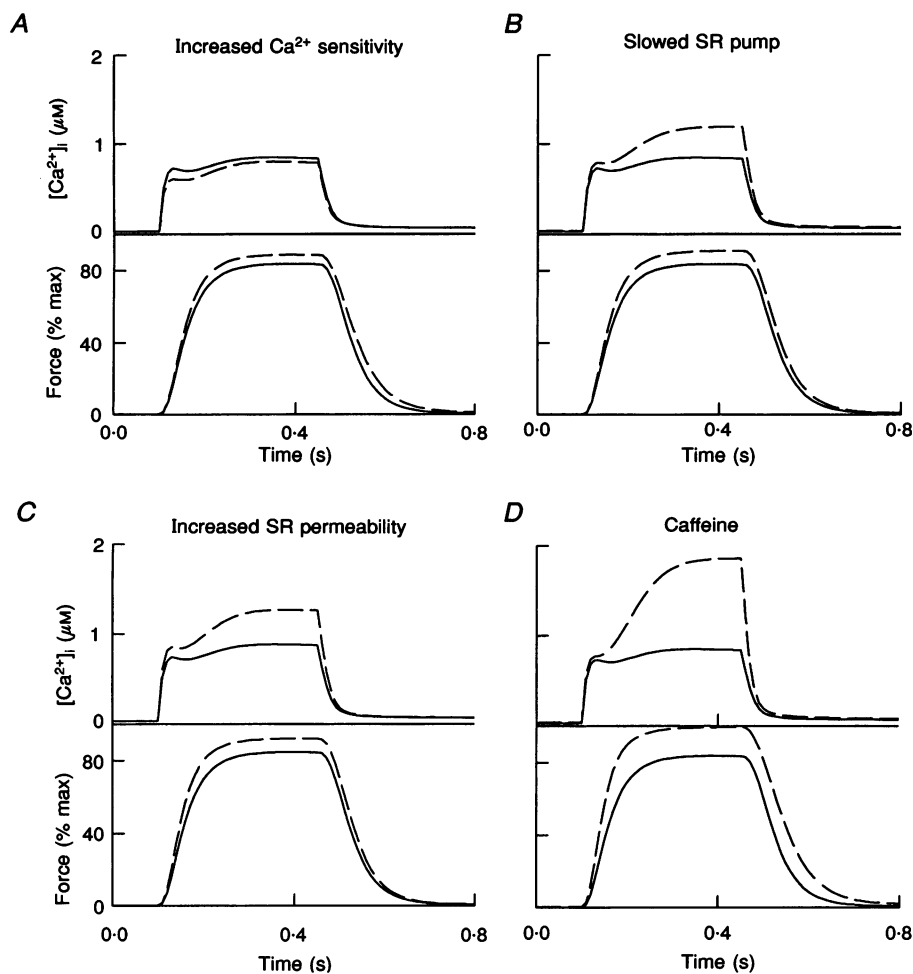 A
Increased Ca²⁺ sensitivity
2
1
0
[Ca²⁺]ᵢ (μM)
80
40
0
Force (% max)
0·0
0·4
0·8
Time (s)
B
Slowed SR pump
2
1
0
80
40
0
0·0
0·4
0·8
Time (s)
C
Increased SR permeability
2
1
0
[Ca²⁺]ᵢ (μM)
80
40
0
Force (% max)
0·0
0·4
0·8
Time (s)
D
Caffeine
0·0
0·4
0·8
Time (s)